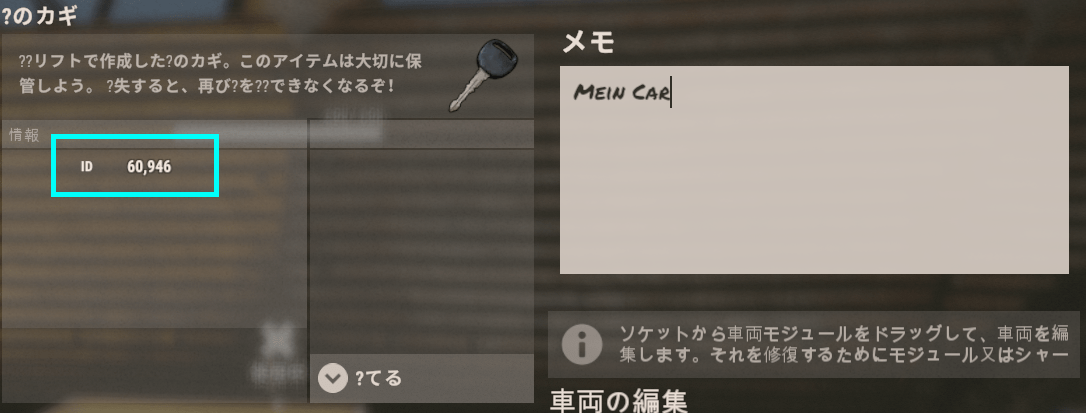 ?のカギ
??リフトで作成した?のカギ。このアイテムは大切に保
管しよう。 ?失すると、再び?を??できなくなるぞ!
情報
ID 60,946
?てる
メモ
MEIN CAR
ソケットから車両モジュールをドラッグして、車両を編
集します。それを修復するためにモジュール又はシャー
車両の編集